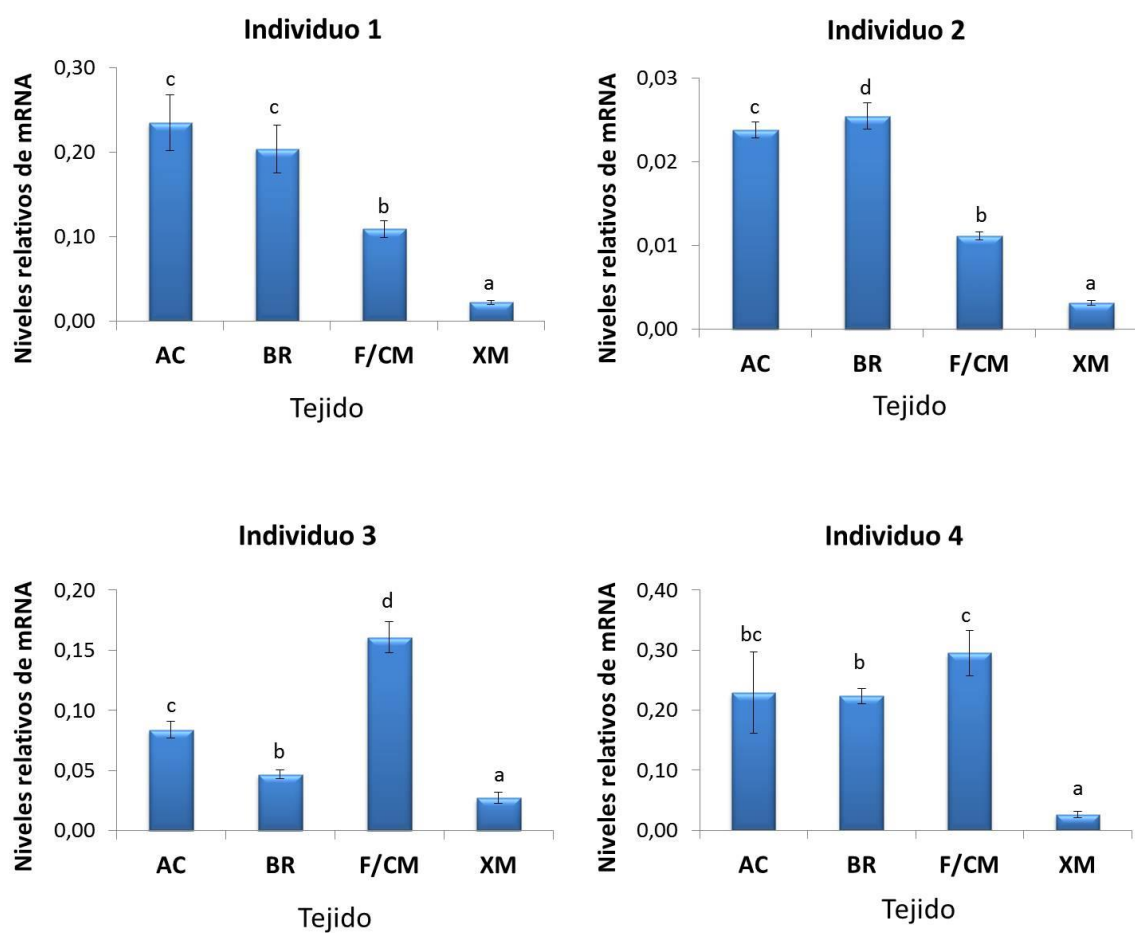 Individuo 1
Niveles relativos de mRNA
0,30
0,20
0,10
0,00
c
c
b
a
AC BR F/CM XM
Tejido
Individuo 2
Niveles relativos de mRNA
0,03
0,02
0,01
0,00
c
d
b
a
AC BR F/CM XM
Tejido
Individuo 3
Niveles relativos de mRNA
0,20
0,15
0,10
0,05
0,00
c
b
d
a
AC BR F/CM XM
Tejido
Individuo 4
Niveles relativos de mRNA
0,40
0,30
0,20
0,10
0,00
bc
b
c
a
AC BR F/CM XM
Tejido